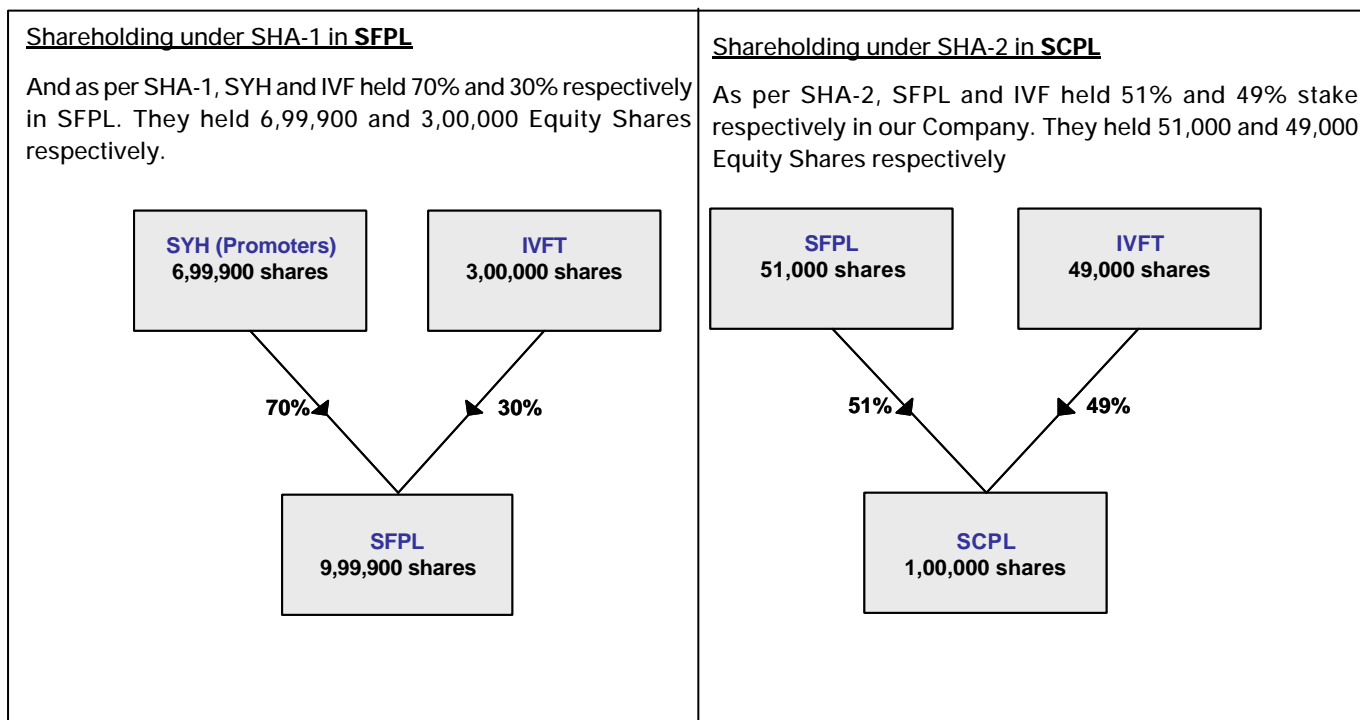 Shareholding under SHA-1 in SFPL
And as per SHA-1, SYH and IVF held 70% and 30% respectively
in SFPL. They held 6,99,900 and 3,00,000 Equity Shares
respectively.
SYH (Promoters)
6,99,900 shares
IVFT
3,00,000 shares
70%
30%
SFPL
9,99,900 shares
Shareholding under SHA-2 in SCPL
As per SHA-2, SFPL and IVF held 51% and 49% stake
respectively in our Company. They held 51,000 and 49,000
Equity Shares respectively
SFPL
51,000 shares
IVFT
49,000 shares
51%
49%
SCPL
1,00,000 shares